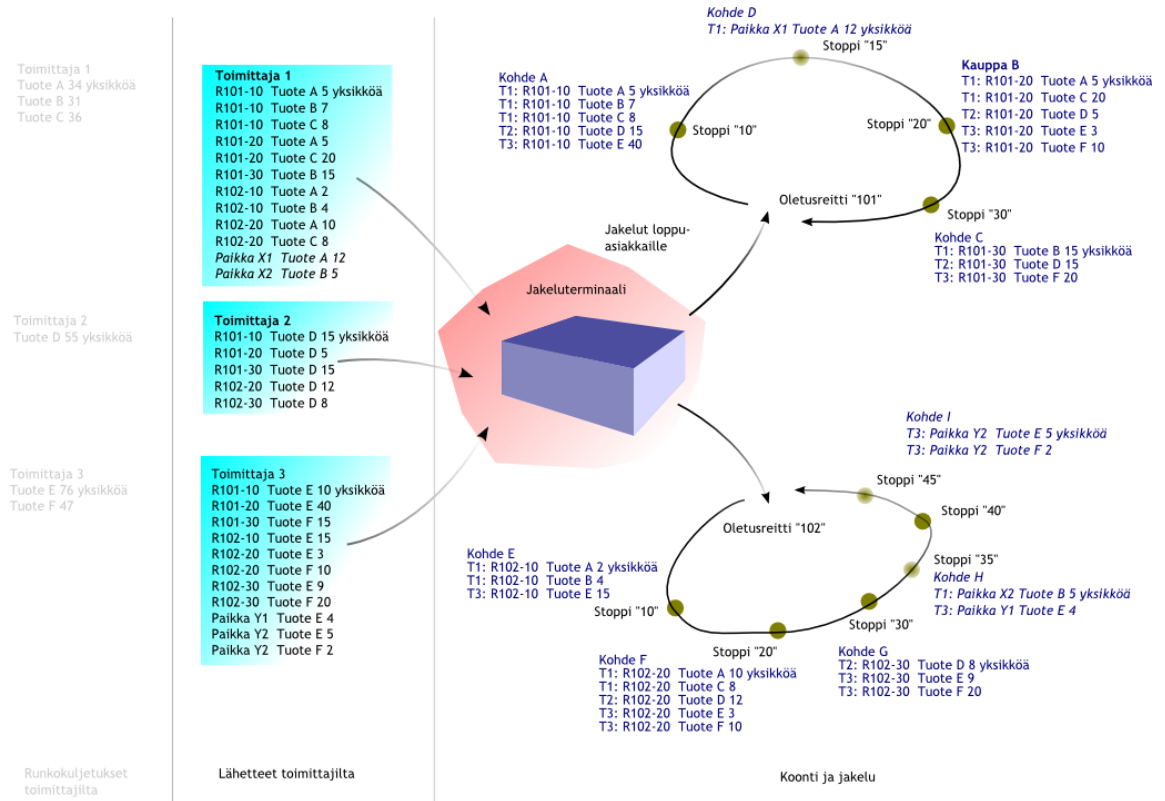 Toimittaja 1
Tuote A 34 yksikköä
Tuote B 31
Tuote C 36
Toimittaja 2
Tuote D 55 yksikköä
Toimittaja 3
Tuote E 76 yksikköä
Tuote F 47
Runkokuljetukset
toimittajilta
Toimittaja 1
R101-10 Tuote A 5 yksikköä
R101-10 Tuote B 7
R101-10 Tuote C 8
R101-20 Tuote A 5
R101-20 Tuote C 20
R101-30 Tuote B 15
R102-10 Tuote A 2
R102-10 Tuote B 4
R102-20 Tuote A 10
R102-20 Tuote C 8
Paikka X1 Tuote A 12
Paikka X2 Tuote B 5
Toimittaja 2
R101-10 Tuote D 15 yksikköä
R101-20 Tuote D 5
R101-30 Tuote D 15
R102-20 Tuote D 12
R102-30 Tuote D 8
Toimittaja 3
R101-10 Tuote E 10 yksikköä
R101-20 Tuote E 40
R101-30 Tuote F 15
R102-10 Tuote E 15
R102-20 Tuote E 3
R102-20 Tuote F 10
R102-30 Tuote E 9
R102-30 Tuote F 20
Paikka Y1 Tuote E 4
Paikka Y2 Tuote E 5
Paikka Y2 Tuote F 2
Lähetteet toimittajilta
Kohde D
T1: Paikka X1 Tuote A 12 yksikköä
Stoppi "15"
Kohde A
T1: R101-10 Tuote A 5 yksikköä
T1: R101-10 Tuote B 7
T1: R101-10 Tuote C 8
T2: R101-10 Tuote D 15
T3: R101-10 Tuote E 40
Stoppi "10"
Kauppa B
T1: R101-20 Tuote A 5 yksikköä
T1: R101-20 Tuote C 20
T2: R101-20 Tuote D 5
T3: R101-20 Tuote E 3
T3: R101-20 Tuote F 10
Stoppi "20"
Oletusreitti "101"
Stoppi "30"
Kohde C
T1: R101-30 Tuote B 15 yksikköä
T2: R101-30 Tuote D 15
T3: R101-30 Tuote F 20
Jakelut loppu-
asiakkaille
Jakeluterminaali
Kohde I
T3: Paikka Y2 Tuote E 5 yksikköä
T3: Paikka Y2 Tuote F 2
Stoppi "45"
Stoppi "40"
Oletusreitti "102"
Stoppi "35"
Kohde H
T1: Paikka X2 Tuote B 5 yksikköä
T3: Paikka Y1 Tuote E 4
Kohde E
T1: R102-10 Tuote A 2 yksikköä
T1: R102-10 Tuote B 4
T3: R102-10 Tuote E 15
Stoppi "10"
Stoppi "30"
Stoppi "20"
Kohde F
T1: R102-20 Tuote A 10 yksikköä
T1: R102-20 Tuote C 8
T2: R102-20 Tuote D 12
T3: R102-20 Tuote E 3
T3: R102-20 Tuote F 10
Kohde G
T2: R102-30 Tuote D 8 yksikköä
T3: R102-30 Tuote E 9
T3: R102-30 Tuote F 20
Koonti ja jakelu